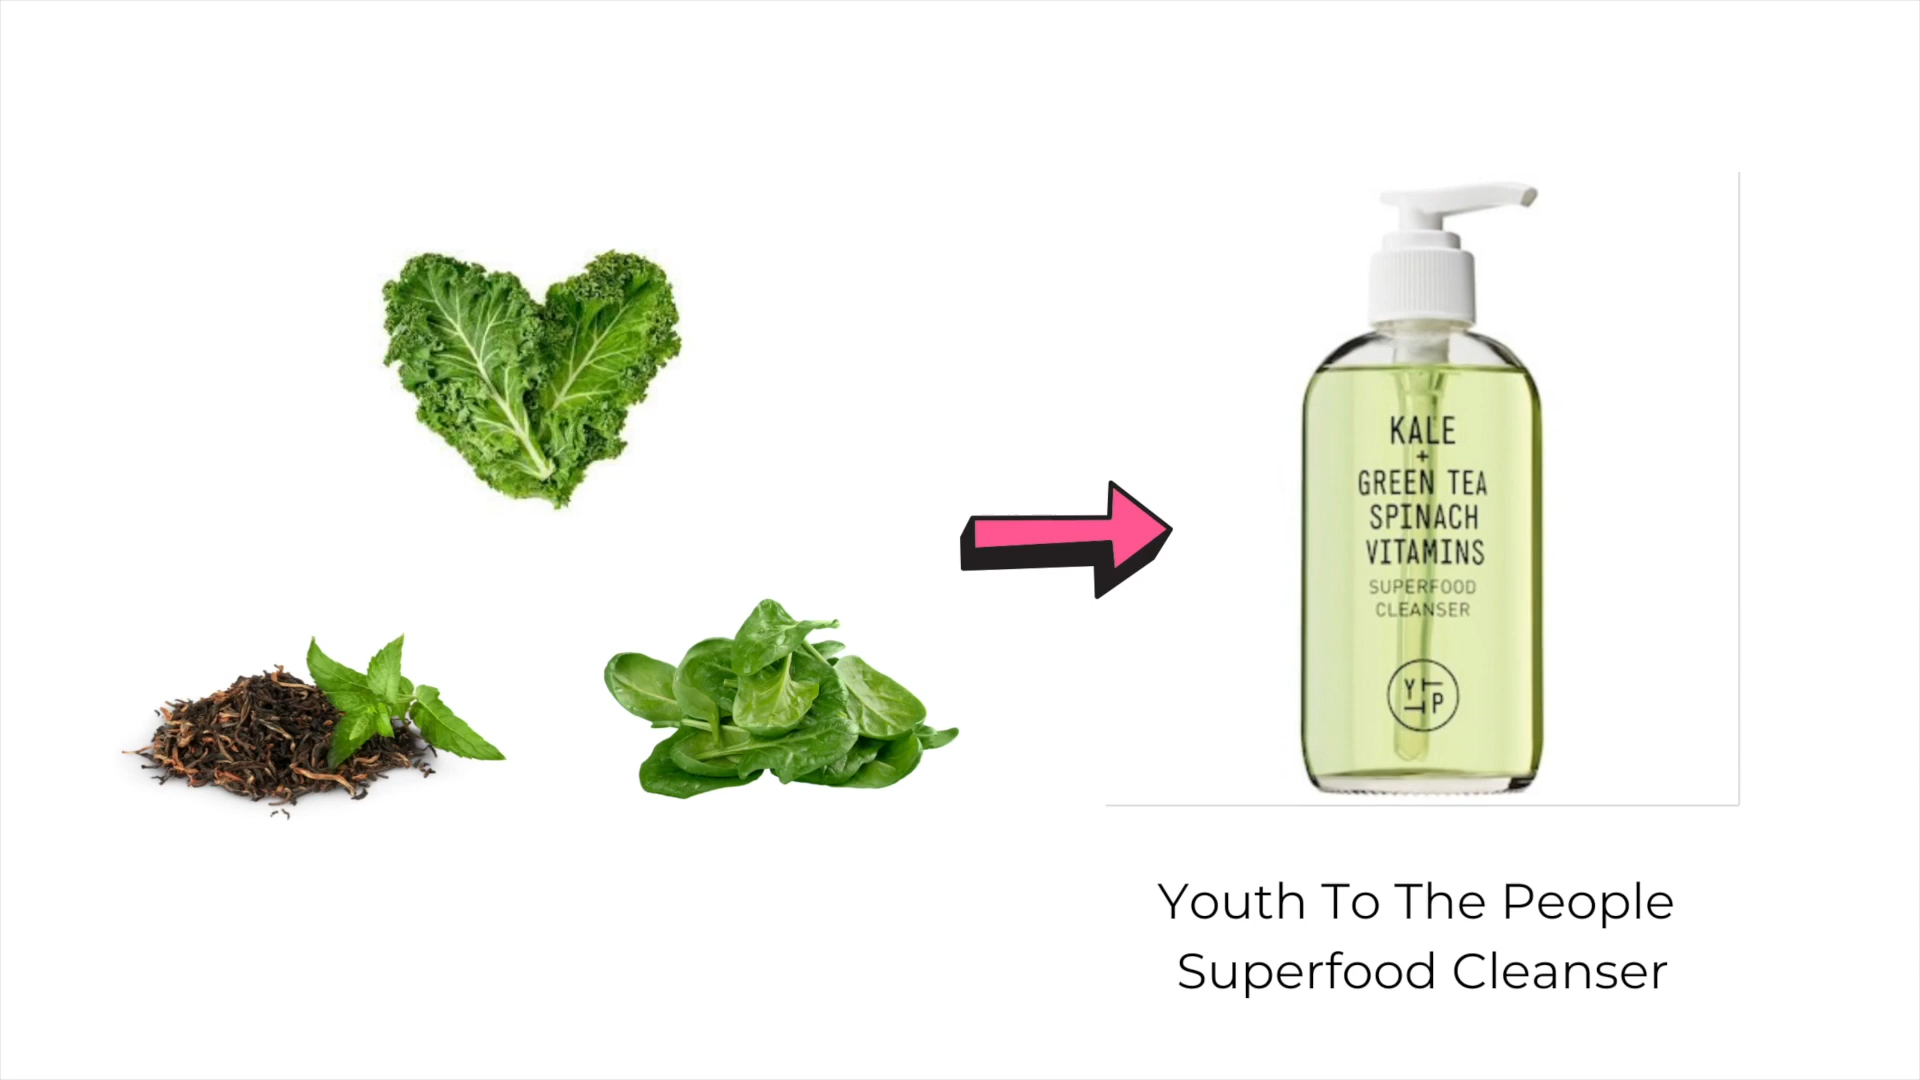 KALE
+
GREEN TEA
SPINACH
VITAMINS
SUPERFOOD
CLEANSER
YTTP
Youth To The People
Superfood Cleanser